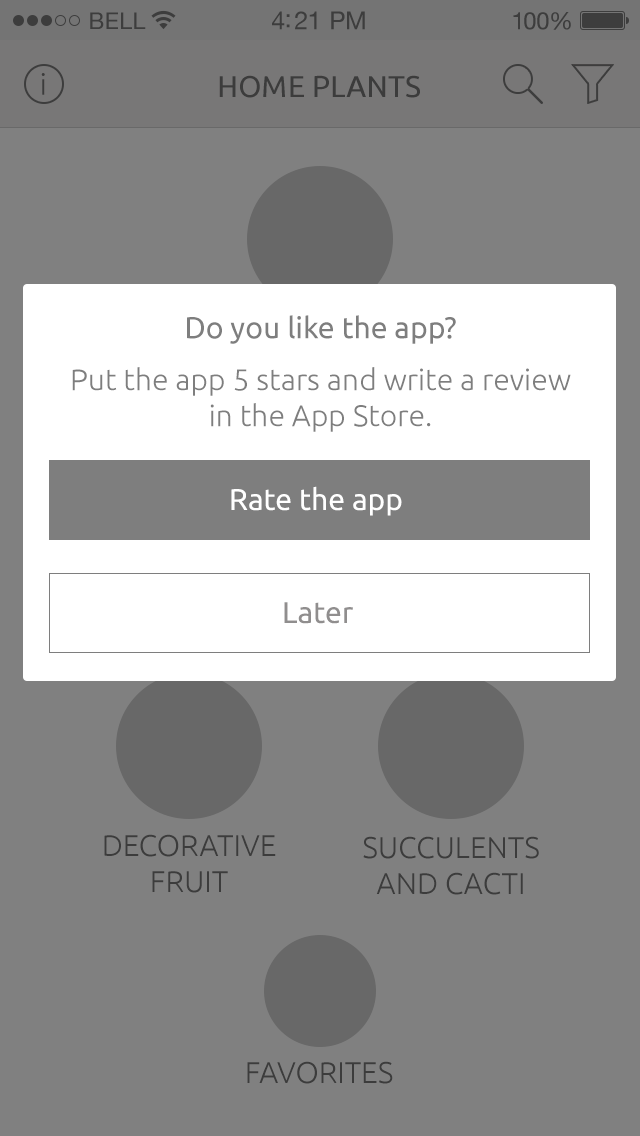 BELL 4:21 PM 100%
HOME PLANTS
Do you like the app?
Put the app 5 stars and write a review
in the App Store.
Rate the app
Later
DECORATIVE
FRUIT
SUCCULENTS
AND CACTI
FAVORITES